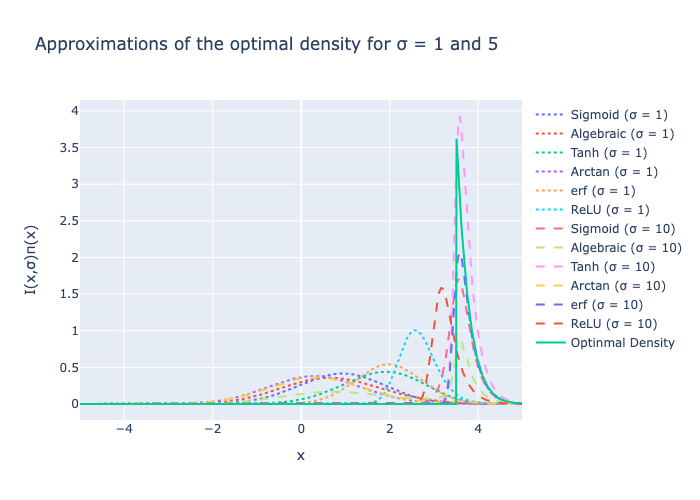 Approximations of the optimal density for σ = 1 and 5
I(x,σ)π(x)
4
3.5
3
2.5
2
1.5
1
0.5
0
−4
−2
0
2
4
x
Sigmoid (σ = 1)
Algebraic (σ = 1)
Tanh (σ = 1)
Arctan (σ = 1)
erf (σ = 1)
ReLU (σ = 1)
Sigmoid (σ = 10)
Algebraic (σ = 10)
Tanh (σ = 10)
Arctan (σ = 10)
erf (σ = 10)
ReLU (σ = 10)
Optinmal Density